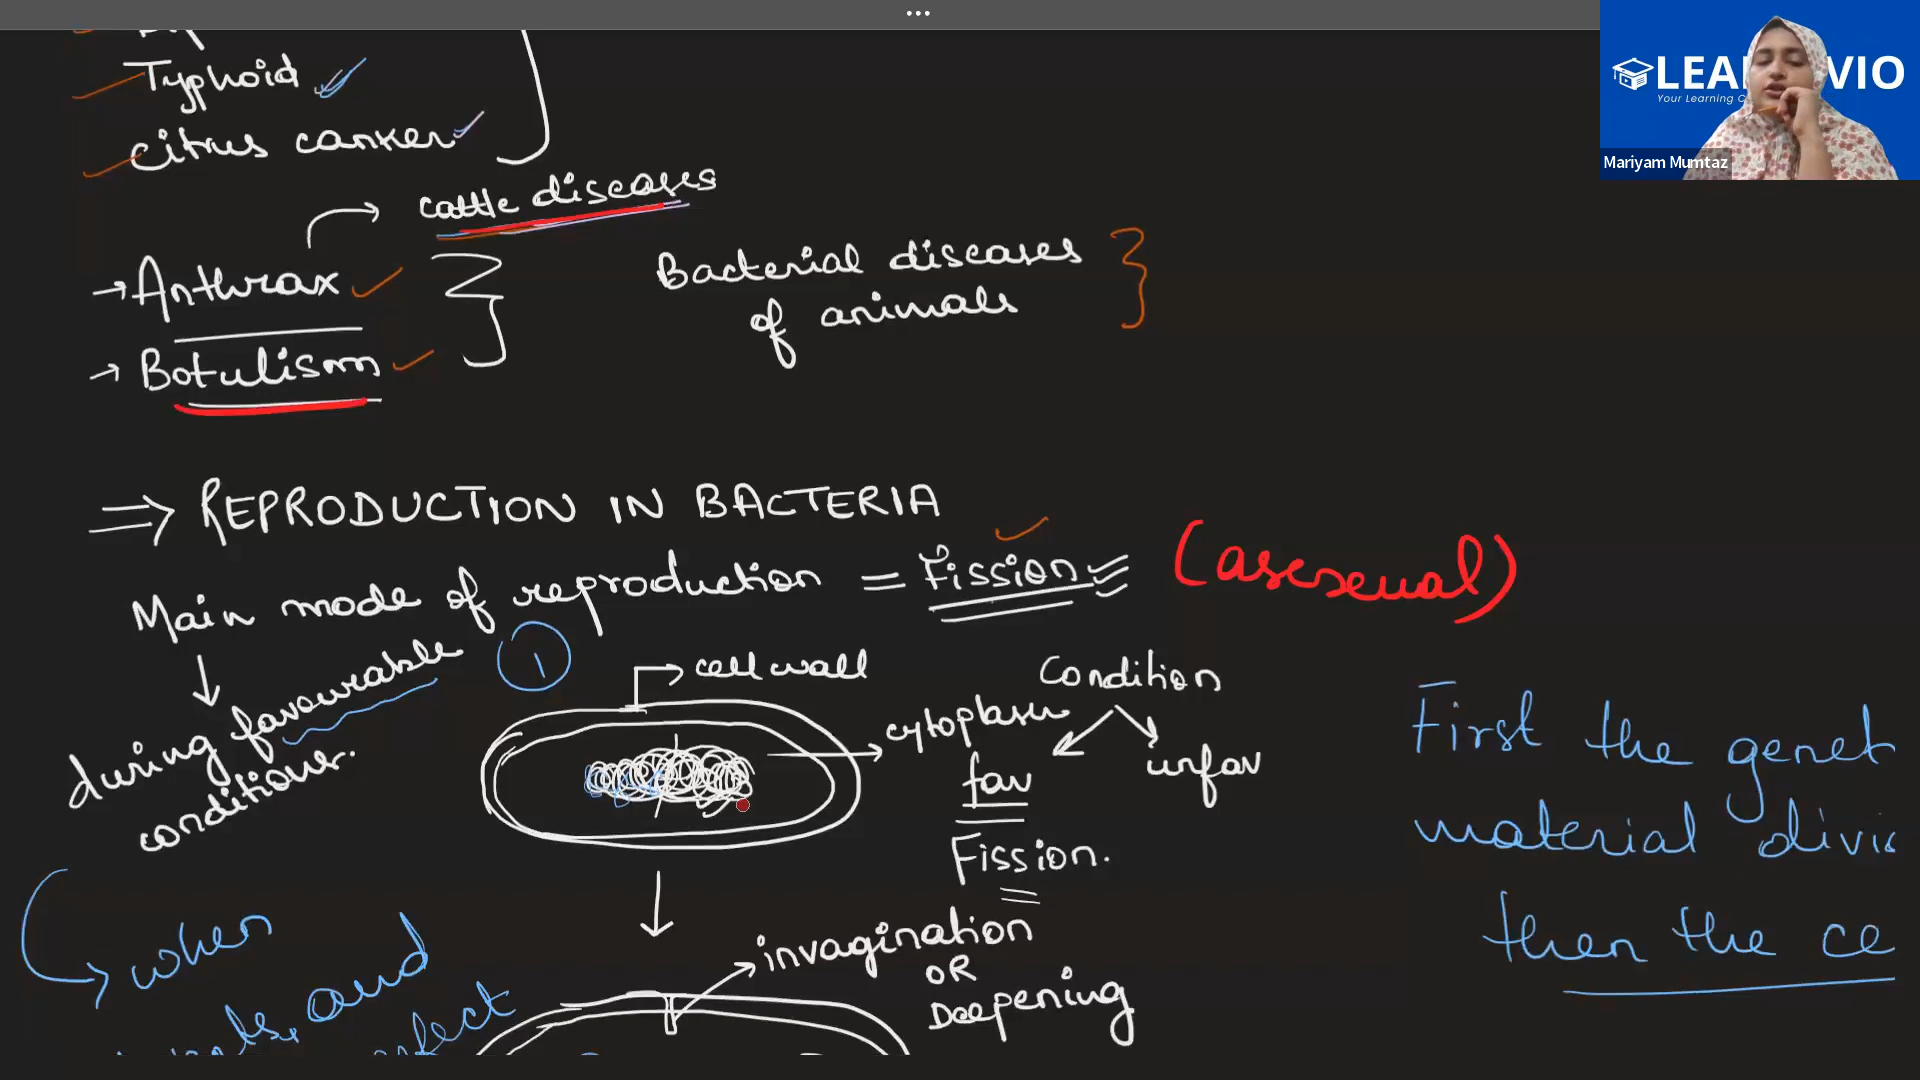 Typhoid
Citrus canker
cattle diseases
→ Anthrax
Bacterial diseases
of animals
→ Botulism
⇒ REPRODUCTION IN BACTERIA
Main mode of reproduction = Fission (asexeual)
during favourable
conditions.
1
cell wall
cytoplasm
Condition
fav
unfav
Fission.
First the genet
material divi
then the ce
when
and
invagination
OR
Deepening
LEA VIO
Your Learning C
Mariyam Mumtaz